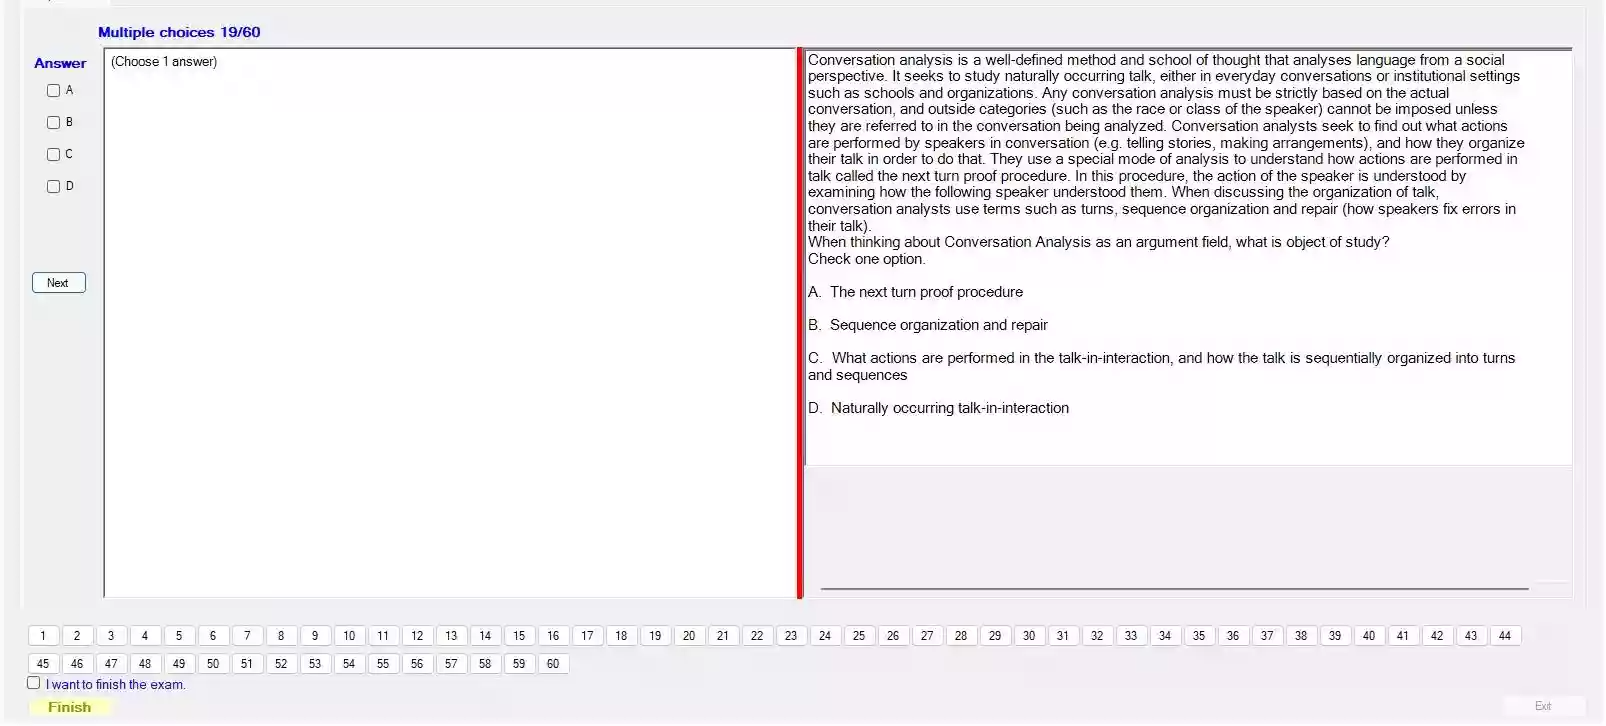 Multiple choices 19/60
Answer
(Choose 1 answer)
A
B
C
D
Next
Conversation analysis is a well-defined method and school of thought that analyses language from a social
perspective. It seeks to study naturally occurring talk, either in everyday conversations or institutional settings
such as schools and organizations. Any conversation analysis must be strictly based on the actual
conversation, and outside categories (such as the race or class of the speaker) cannot be imposed unless
they are referred to in the conversation being analyzed. Conversation analysts seek to find out what actions
are performed by speakers in conversation (e.g. telling stories, making arrangements), and how they organize
their talk in order to do that. They use a special mode of analysis to understand how actions are performed in
talk called the next turn proof procedure. In this procedure, the action of the speaker is understood by
examining how the following speaker understood them. When discussing the organization of talk,
conversation analysts use terms such as turns, sequence organization and repair (how speakers fix errors in
their talk).
When thinking about Conversation Analysis as an argument field, what is object of study?
Check one option.
A. The next turn proof procedure
B. Sequence organization and repair
C. What actions are performed in the talk-in-interaction, and how the talk is sequentially organized into turns
and sequences
D. Naturally occurring talk-in-interaction
1 2 3 4 5 6 7 8 9 10 11 12 13 14 15 16 17 18 19 20 21 22 23 24 25 26 27 28 29 30 31 32 33 34 35 36 37 38 39 40 41 42 43 44
45 46 47 48 49 50 51 52 53 54 55 56 57 58 59 60
I want to finish the exam.
Finish
Exit